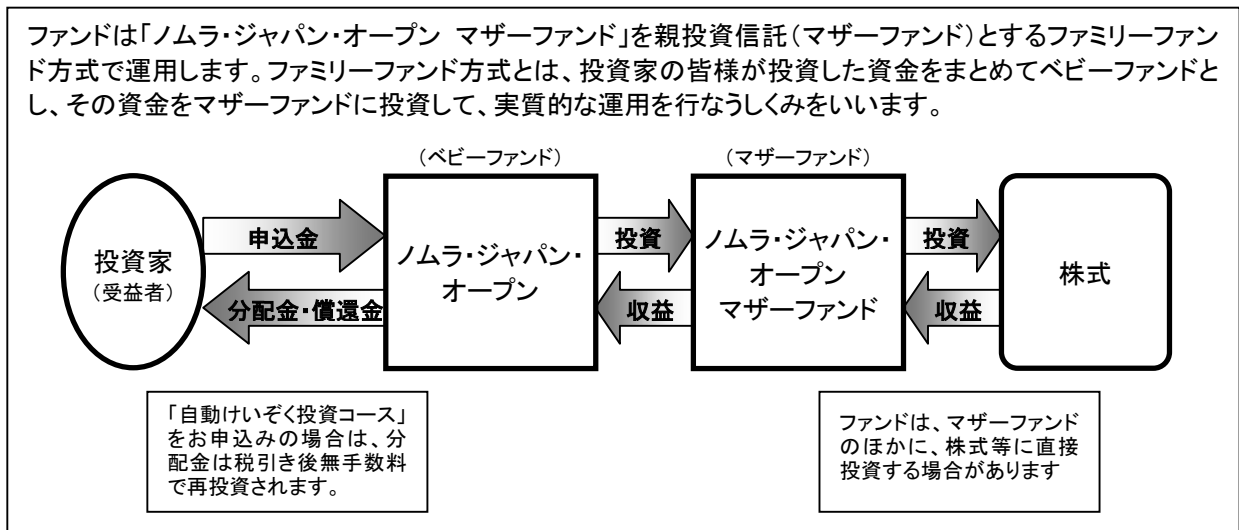 ファンドは「ノムラ・ジャパン・オープン マザーファンド」を親投資信託(マザーファンド)とするファミリーファン
ド方式で運用します。ファミリーファンド方式とは、投資家の皆様が投資した資金をまとめてベビーファンドと
し、その資金をマザーファンドに投資して、実質的な運用を行なうしくみをいいます。
(ベビーファンド)
(マザーファンド)
投資家
(受益者)
申込金
分配金・償還金
ノムラ・ジャパン・
オープン
投資
収益
ノムラ・ジャパン・
オープン
マザーファンド
投資
収益
株式
「自動けいぞく投資コース」
をお申込みの場合は、分
配金は税引き後無手数料
で再投資されます。
ファンドは、マザーファンド
のほかに、株式等に直接
投資する場合があります